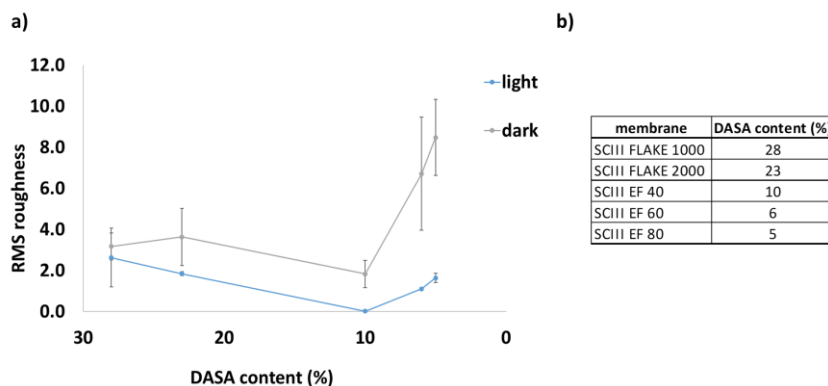 a)
12.0
10.0
8.0
6.0
4.0
2.0
0.0
RMS roughness
30 20 10 0
DASA content (%)
light
dark
b)
membrane DASA content (%)
SCIII FLAKE 1000 28
SCIII FLAKE 2000 23
SCIII EF 40 10
SCIII EF 60 6
SCIII EF 80 5